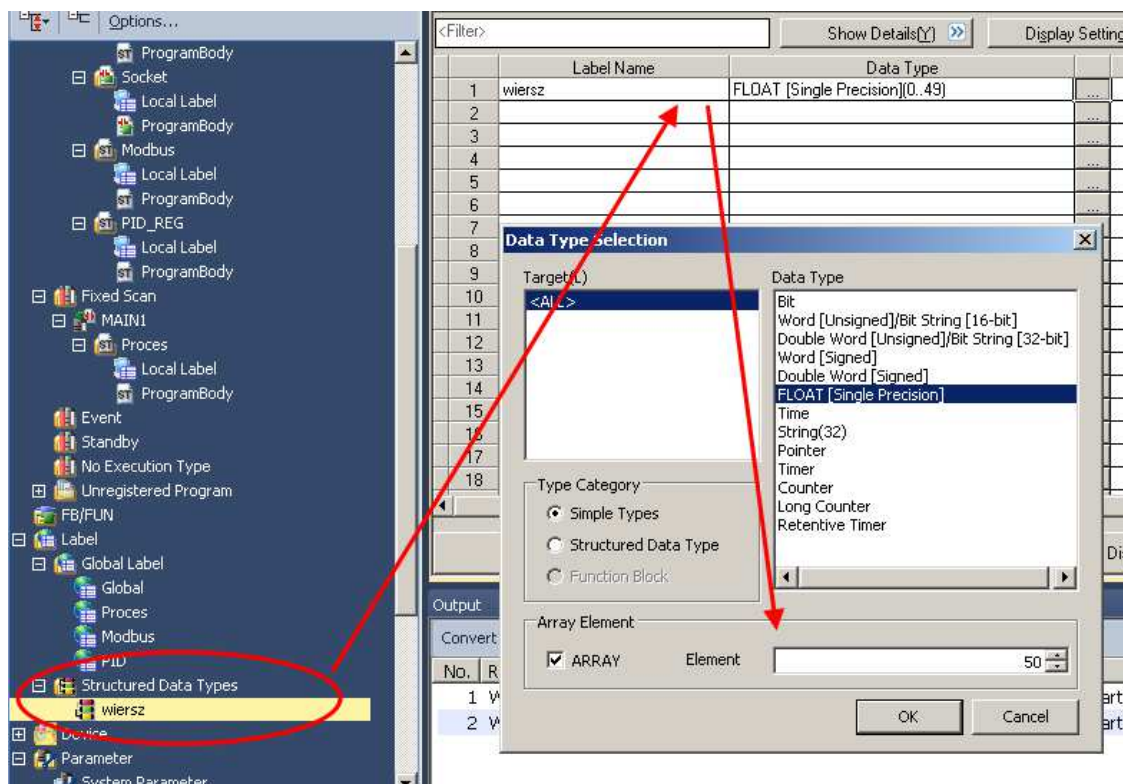 Options...
ProgramBody
Socket
Local Label
ProgramBody
Modbus
Local Label
ProgramBody
PID_REG
Local Label
ProgramBody
Fixed Scan
MAIN1
Proces
Local Label
ProgramBody
Event
Standby
No Execution Type
Unregistered Program
FB/FUN
Label
Global Label
Global
Proces
Modbus
PID
Structured Data Types
wiersz
Device
Parameter
System Parameter
<Filter>
Show Details(Y)
Display Setting
Label Name
Data Type
1 wiersz FLOAT [Single Precision](0..49) ...
2 ...
3 ...
4 ...
5 ...
6 ...
7
8
9
10
11
12
13
14
15
16
17
18
Data Type Selection
Target(L)
<ALL>
Data Type
Bit
Word [Unsigned]/Bit String [16-bit]
Double Word [Unsigned]/Bit String [32-bit]
Word [Signed]
Double Word [Signed]
FLOAT [Single Precision]
Time
String(32)
Pointer
Timer
Counter
Long Counter
Retentive Timer
Type Category
Simple Types
Structured Data Type
Function Block
Array Element
ARRAY
Element
50
OK
Cancel
Output
Convert
No.
1
2